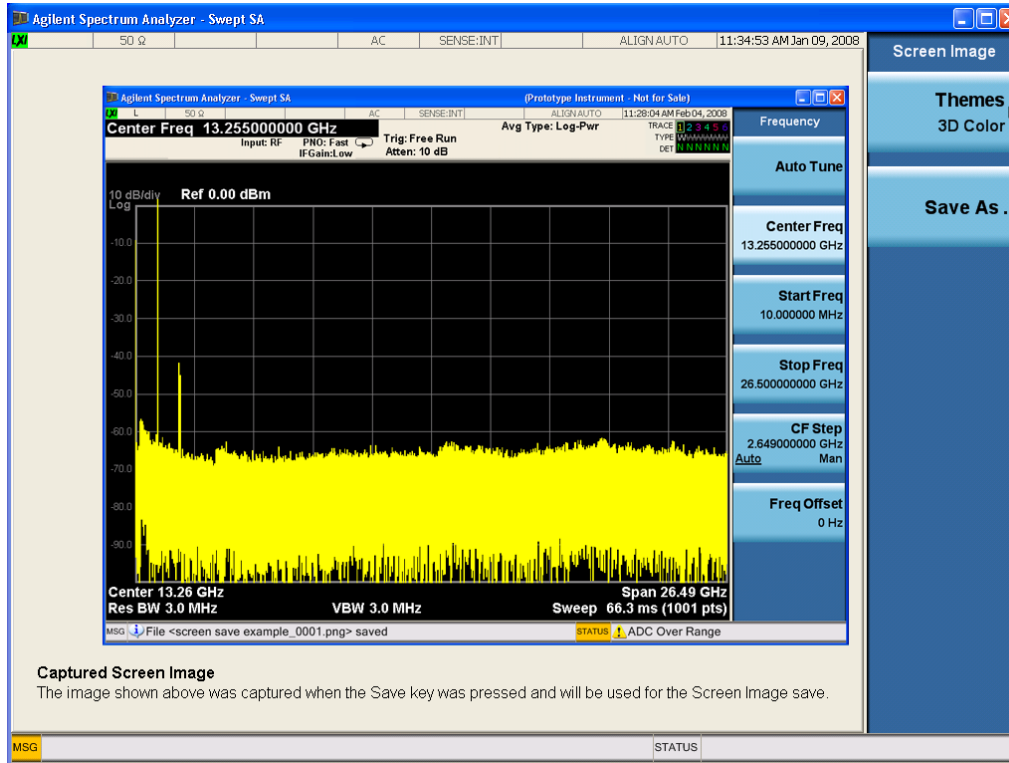 Agilent Spectrum Analyzer - Swept SA
LXI 50 Ω AC SENSE:INT ALIGN AUTO 11:34:53 AM Jan 09, 2008
Screen Image
Themes
3D Color
Save As .
Agilent Spectrum Analyzer - Swept SA (Prototype Instrument - Not for Sale)
LXI L 50 Ω AC SENSE:INT ALIGNAUTO 11:28:04 AM Feb 04, 2008
Center Freq 13.255000000 GHz
Input: RF
PNO: Fast
IFGain:Low
Trig: Free Run
Atten: 10 dB
Avg Type: Log-Pwr
TRACE 1 2 3 4 5 6
TYPE WWWWWW
DET N N N N N N
Frequency
Auto Tune
Center Freq
13.255000000 GHz
Start Freq
10.000000 MHz
Stop Freq
26.500000000 GHz
CF Step
2.649000000 GHz
Auto Man
Freq Offset
0 Hz
10 dB/div Ref 0.00 dBm
Log
-10.0
-20.0
-30.0
-40.0
-50.0
-60.0
-70.0
-80.0
-90.0
Center 13.26 GHz Span 26.49 GHz
Res BW 3.0 MHz VBW 3.0 MHz Sweep 66.3 ms (1001 pts)
MSG File <screen save example_0001.png> saved STATUS ADC Over Range
Captured Screen Image
The image shown above was captured when the Save key was pressed and will be used for the Screen Image save.
MSG STATUS